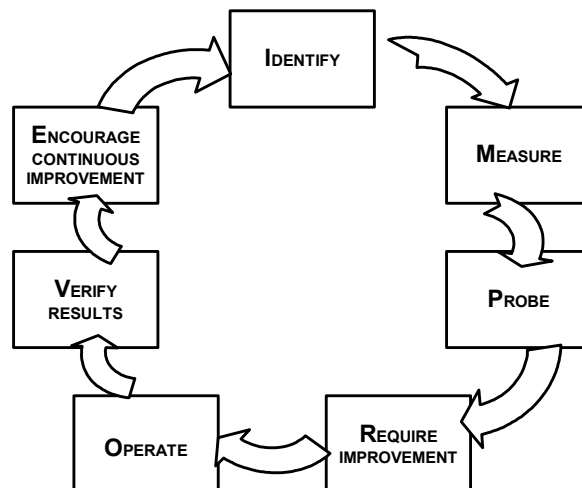 IDENTIFY
MEASURE
PROBE
REQUIRE
IMPROVEMENT
OPERATE
VERIFY
RESULTS
ENCOURAGE
CONTINUOUS
IMPROVEMENT